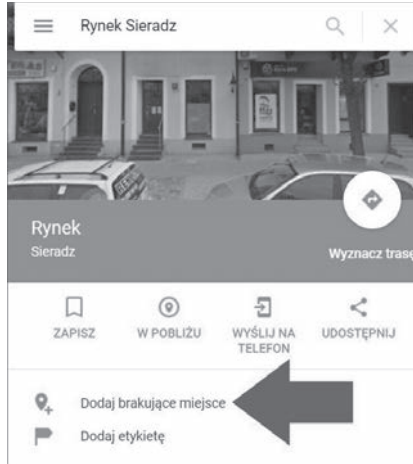 Rynek Sieradz
Rynek
Sieradz
Wyznacz trasę
ZAPISZ
W POBLIŻU
WYŚLIJ NA
TELEFON
UDOSTĘPNIJ
Dodaj brakujące miejsce
Dodaj etykietę